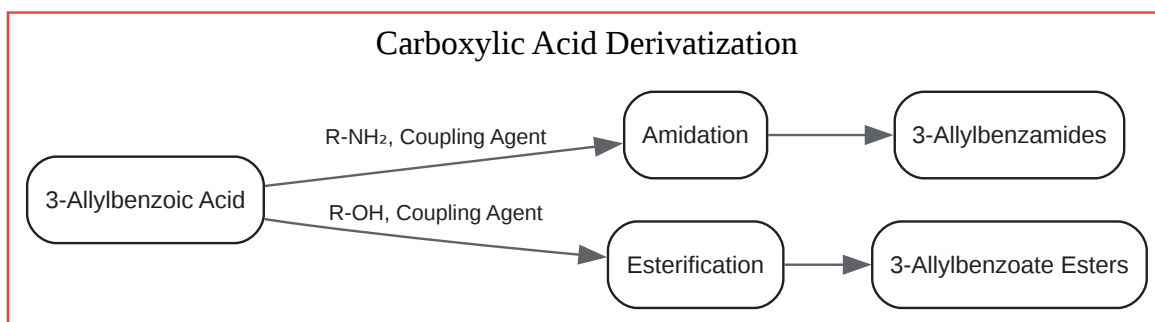 Carboxylic Acid Derivatization
R-NH₂, Coupling Agent
Amidation
3-Allylbenzamides
3-Allylbenzoic Acid
R-OH, Coupling Agent
Esterification
3-Allylbenzoate Esters